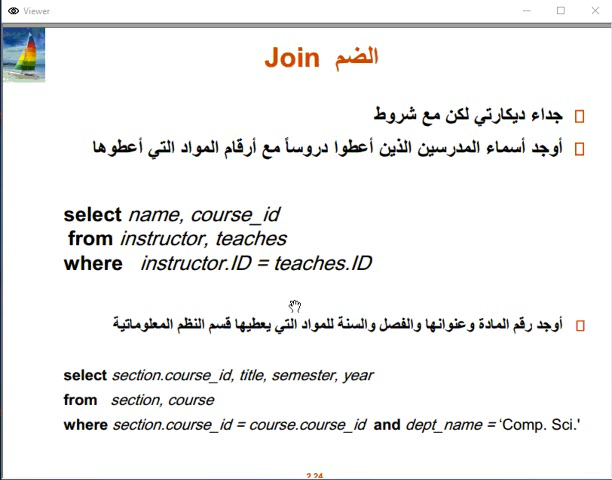 Viewer
الضم Join
جداء ديكارتي لكن مع شروط
أوجد أسماء المدرسين الذين أعطوا دروساً مع أرقام المواد التي أعطوها
select name, course_id
from instructor, teaches
where instructor.ID = teaches.ID
أوجد رقم المادة وعنوانها والفصل والسنة للمواد التي يعطيها قسم النظم المعلوماتية
select section.course_id, title, semester, year
from section, course
where section.course_id = course.course_id and dept_name = ‘Comp. Sci.'
2.24